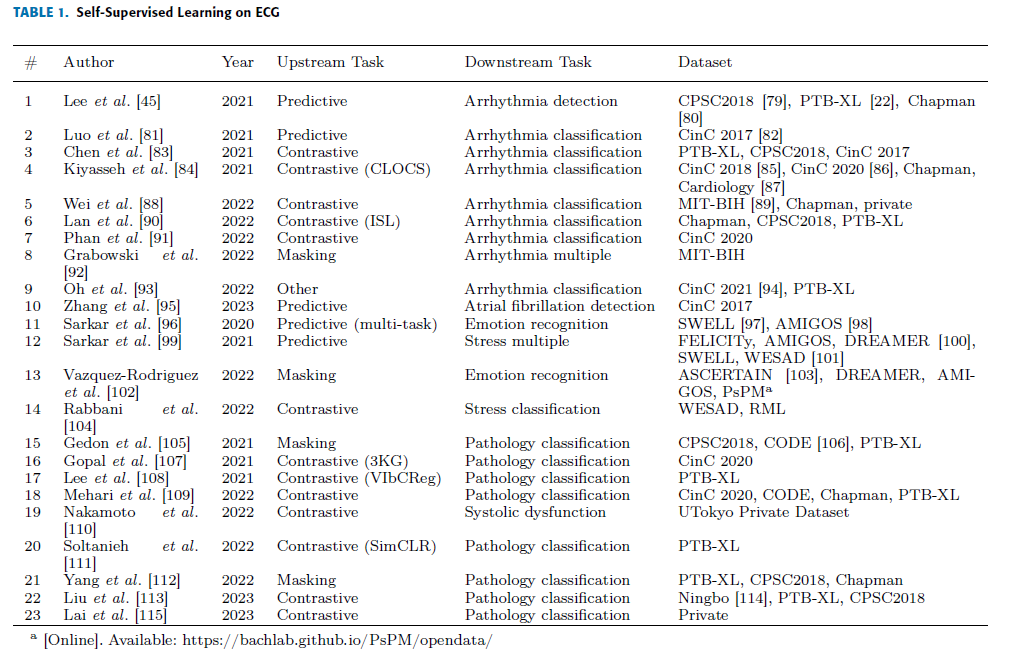 TABLE 1. Self-Supervised Learning on ECG
# Author Year Upstream Task Downstream Task Dataset
1 Lee et al. [45] 2021 Predictive Arrhythmia detection CPSC2018 [79], PTB-XL [22], Chapman
[80]
2 Luo et al. [81] 2021 Predictive Arrhythmia classification CinC 2017 [82]
3 Chen et al. [83] 2021 Contrastive Arrhythmia classification PTB-XL, CPSC2018, CinC 2017
4 Kiyasseh et al. [84] 2021 Contrastive (CLOCS) Arrhythmia classification CinC 2018 [85], CinC 2020 [86], Chapman,
Cardiology [87]
5 Wei et al. [88] 2022 Contrastive Arrhythmia classification MIT-BIH [89], Chapman, private
6 Lan et al. [90] 2022 Contrastive (ISL) Arrhythmia classification Chapman, CPSC2018, PTB-XL
7 Phan et al. [91] 2022 Contrastive Arrhythmia classification CinC 2020
8 Grabowski et al. 2022 Masking Arrhythmia multiple MIT-BIH
[92]
9 Oh et al. [93] 2022 Other Arrhythmia classification CinC 2021 [94], PTB-XL
10 Zhang et al. [95] 2023 Predictive Atrial fibrillation detection CinC 2017
11 Sarkar et al. [96] 2020 Predictive (multi-task) Emotion recognition SWELL [97], AMIGOS [98]
12 Sarkar et al. [99] 2021 Predictive Stress multiple FELICITy, AMIGOS, DREAMER [100],
SWELL, WESAD [101]
13 Vazquez-Rodriguez 2022 Masking Emotion recognition ASCERTAIN [103], DREAMER, AMI-
et al. [102] GOS, PsPMᵃ
14 Rabbani et al. 2022 Contrastive Stress classification WESAD, RML
[104]
15 Gedon et al. [105] 2021 Masking Pathology classification CPSC2018, CODE [106], PTB-XL
16 Gopal et al. [107] 2021 Contrastive (3KG) Pathology classification CinC 2020
17 Lee et al. [108] 2021 Contrastive (VIbCReg) Pathology classification PTB-XL
18 Mehari et al. [109] 2022 Contrastive Pathology classification CinC 2020, CODE, Chapman, PTB-XL
19 Nakamoto et al. 2022 Contrastive Systolic dysfunction UTokyo Private Dataset
[110]
20 Soltanieh et al. 2022 Contrastive (SimCLR) Pathology classification PTB-XL
[111]
21 Yang et al. [112] 2022 Masking Pathology classification PTB-XL, CPSC2018, Chapman
22 Liu et al. [113] 2023 Contrastive Pathology classification Ningbo [114], PTB-XL, CPSC2018
23 Lai et al. [115] 2023 Contrastive Pathology classification Private
ᵃ [Online]. Available: https://bachlab.github.io/PsPM/opendata/